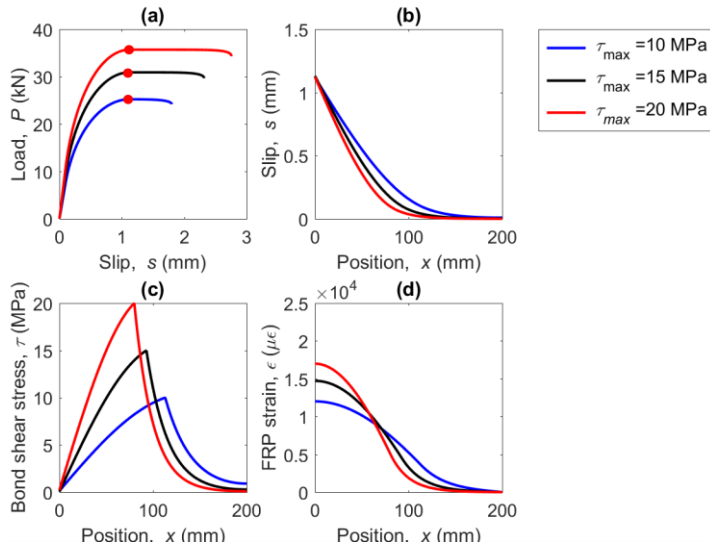 (a)
Load, P (kN)
40
30
20
10
0
0 1 2 3
Slip, s (mm)
(b)
Slip, s (mm)
1.5
1
0.5
0
0 100 200
Position, x (mm)
τmax =10 MPa
τmax =15 MPa
τmax =20 MPa
(c)
Bond shear stress, τ (MPa)
20
15
10
5
0
0 100 200
Position, x (mm)
×10⁴
(d)
FRP strain, ϵ (μϵ)
2.5
2
1.5
1
0.5
0
0 100 200
Position, x (mm)